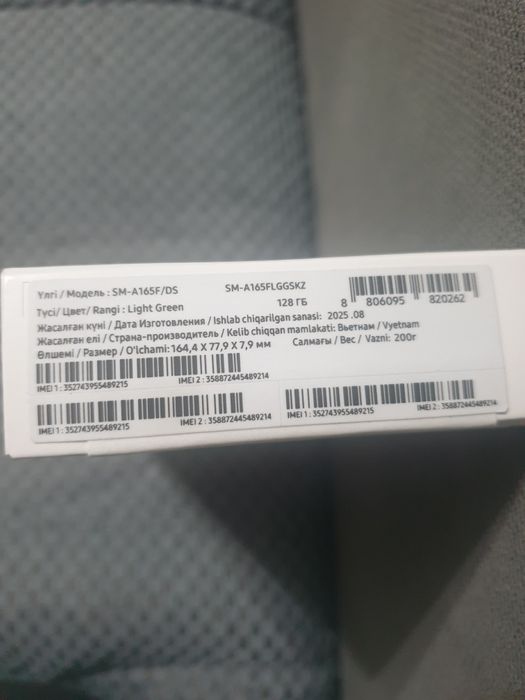 Үлгі / Модель : SM-A165F/DS SM-A165FLGGSKZ
Түсі/ Цвет/ Rangi : Light Green 128 ГБ 8 806095 820262
Жасалған күні / Дата Изготовления / Ishlab chiqarilgan sanasi: 2025 .08
Жасалған елі / Страна-производитель / Kelib chiqqan mamlakati: Вьетнам / Vyetnam
Өлшемі / Размер / O'lchami: 164,4 X 77,9 X 7,9 мм Салмағы / Вес / Vazni: 200г
IMEI 1 : 352743955489215 IMEI 2 : 358872445489214
IMEI 1 : 352743955489215 IMEI 2 : 358872445489214
IMEI 1 : 352743955489215 IMEI 2 : 358872445489214